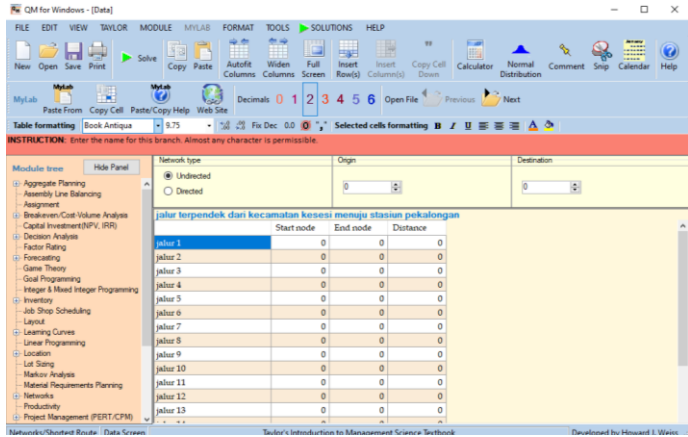 QM for Windows - [Data]
FILE EDIT VIEW TAYLOR MODULE MYLAB FORMAT TOOLS SOLUTIONS HELP
New Open Save Print Solve Copy Paste Autofit Columns Widen Columns Full Screen Insert Row(s) Insert Column(s) Copy Cell Down Calculator Normal Distribution Comment Snip Calendar Help
MyLab MyLab Paste From Copy Cell MyLab Paste/Copy Help Web Site Decimals 0 1 2 3 4 5 6 Open File Previous Next
Table formatting Book Antiqua 9.75 Fix Dec 0.0 0 "," Selected cells formatting B I U
INSTRUCTION: Enter the name for this branch. Almost any character is permissible.
Module tree Hide Panel
Aggregate Planning
Assembly Line Balancing
Assignment
Breakeven/Cost-Volume Analysis
Capital Investment(NPV, IRR)
Decision Analysis
Factor Rating
Forecasting
Game Theory
Goal Programming
Integer & Mixed Integer Programming
Inventory
Job Shop Scheduling
Layout
Learning Curves
Linear Programming
Location
Lot Sizing
Markov Analysis
Material Requirements Planning
Networks
Productivity
Project Management (PERT/CPM)
Network type
Undirected
Directed
Origin
0
Destination
0
jalur terpendek dari kecamatan kesesi menuju stasiun pekalongan
Start node End node Distance
jalur 1 0 0 0
jalur 2 0 0 0
jalur 3 0 0 0
jalur 4 0 0 0
jalur 5 0 0 0
jalur 6 0 0 0
jalur 7 0 0 0
jalur 8 0 0 0
jalur 9 0 0 0
jalur 10 0 0 0
jalur 11 0 0 0
jalur 12 0 0 0
jalur 13 0 0 0
Networks/Shortest Route Data Screen Taylor's Introduction to Management Science Textbook Developed by Howard J. Weiss